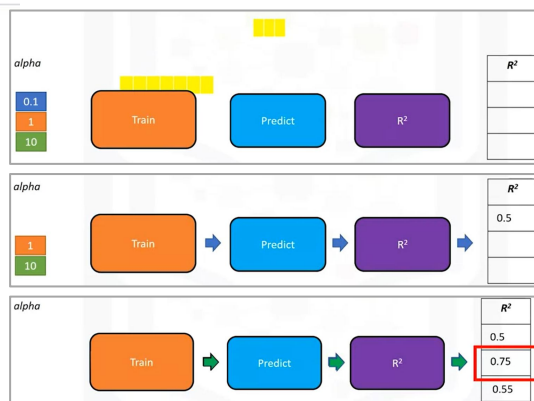 alpha
R²
0.1
1
10
Train
Predict
R²
alpha
R²
0.5
1
10
Train
Predict
R²
alpha
R²
0.5
Train
Predict
R²
0.75
0.55